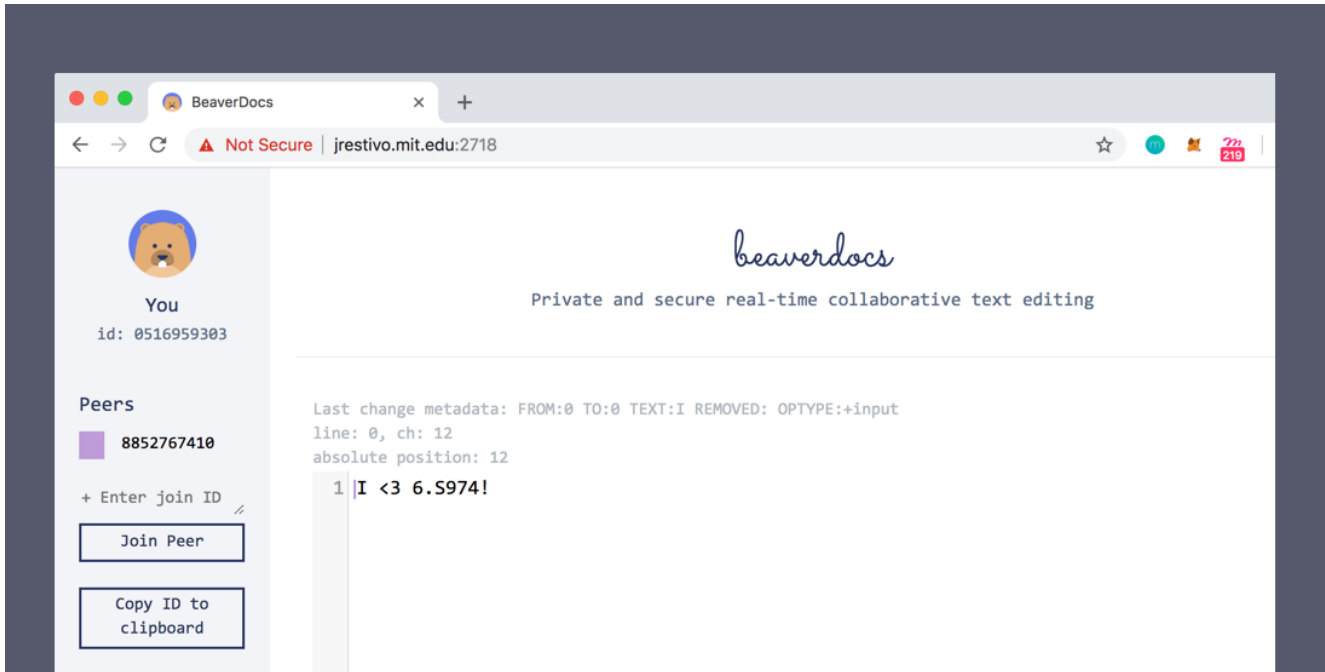 BeaverDocs
Not Secure | jrestivo.mit.edu:2718
m
m
219
You
id: 0516959303
Peers
8852767410
+ Enter join ID
Join Peer
Copy ID to
clipboard
beaverdocs
Private and secure real-time collaborative text editing
Last change metadata: FROM:0 TO:0 TEXT:I REMOVED: OPTYPE:+input
line: 0, ch: 12
absolute position: 12
1 I <3 6.S974!